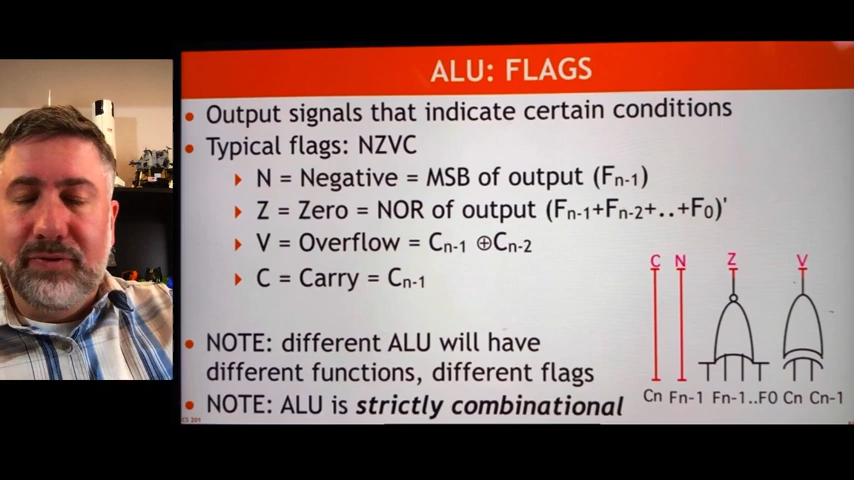 ALU: FLAGS
• Output signals that indicate certain conditions
• Typical flags: NZVC
N = Negative = MSB of output (Fn-1)
Z = Zero = NOR of output (Fn-1+Fn-2+..+F0)'
V = Overflow = Cn-1 ⊕Cn-2
C = Carry = Cn-1
• NOTE: different ALU will have
different functions, different flags
• NOTE: ALU is strictly combinational
C N Z V
Cn Fn-1 Fn-1..F0 Cn Cn-1
CS 201